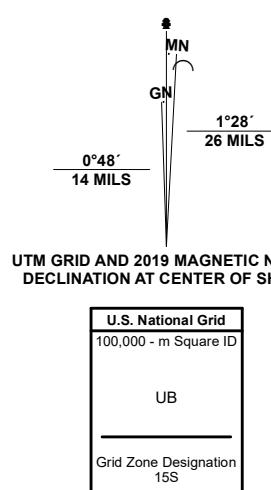 MN
GN
1°28´
26 MILS
0°48´
14 MILS
UTM GRID AND 2019 MAGNETIC N
DECLINATION AT CENTER OF SH
U.S. National Grid
100,000 - m Square ID
UB
Grid Zone Designation
15S